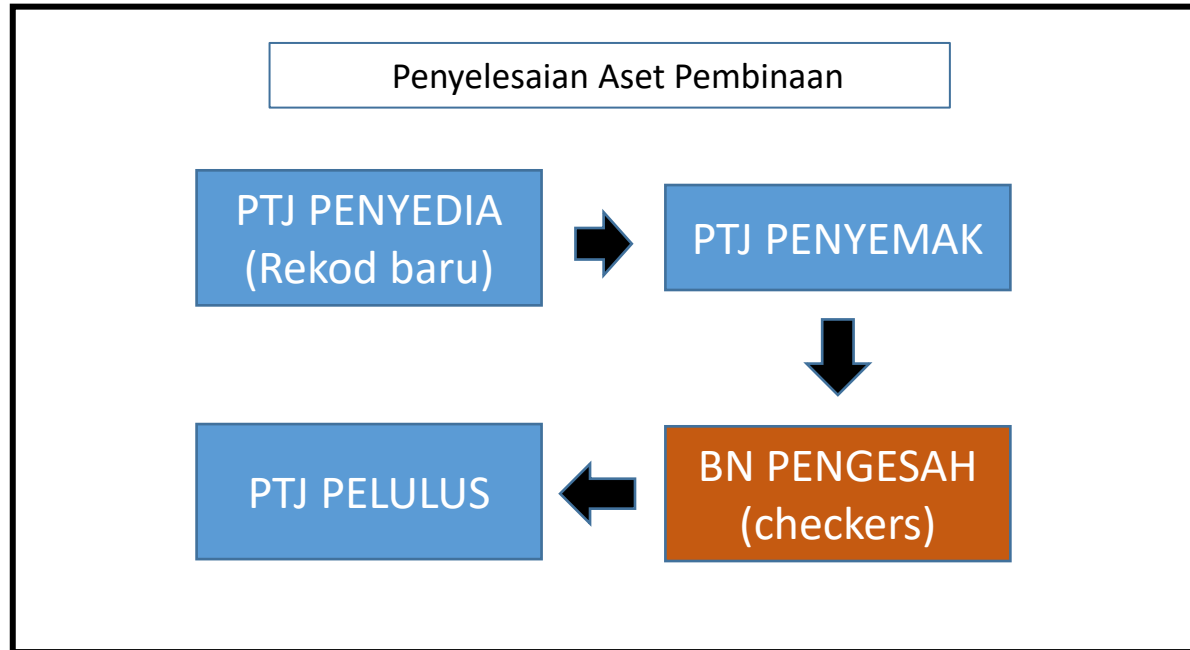 Penyelesaian Aset Pembinaan
PTJ PENYEDIA
(Rekod baru)
PTJ PENYEMAK
BN PENGESAH
(checkers)
PTJ PELULUS